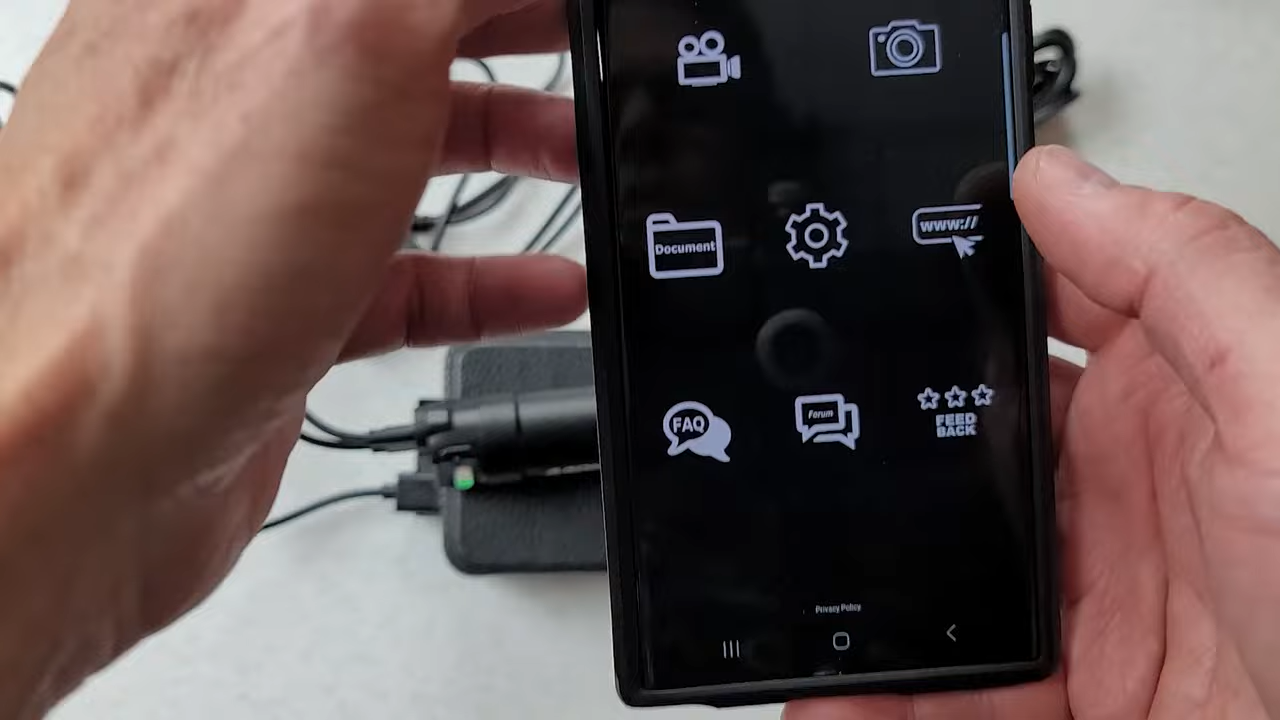 Document
www://
FAQ
Forum
FEED
BACK
Privacy Policy